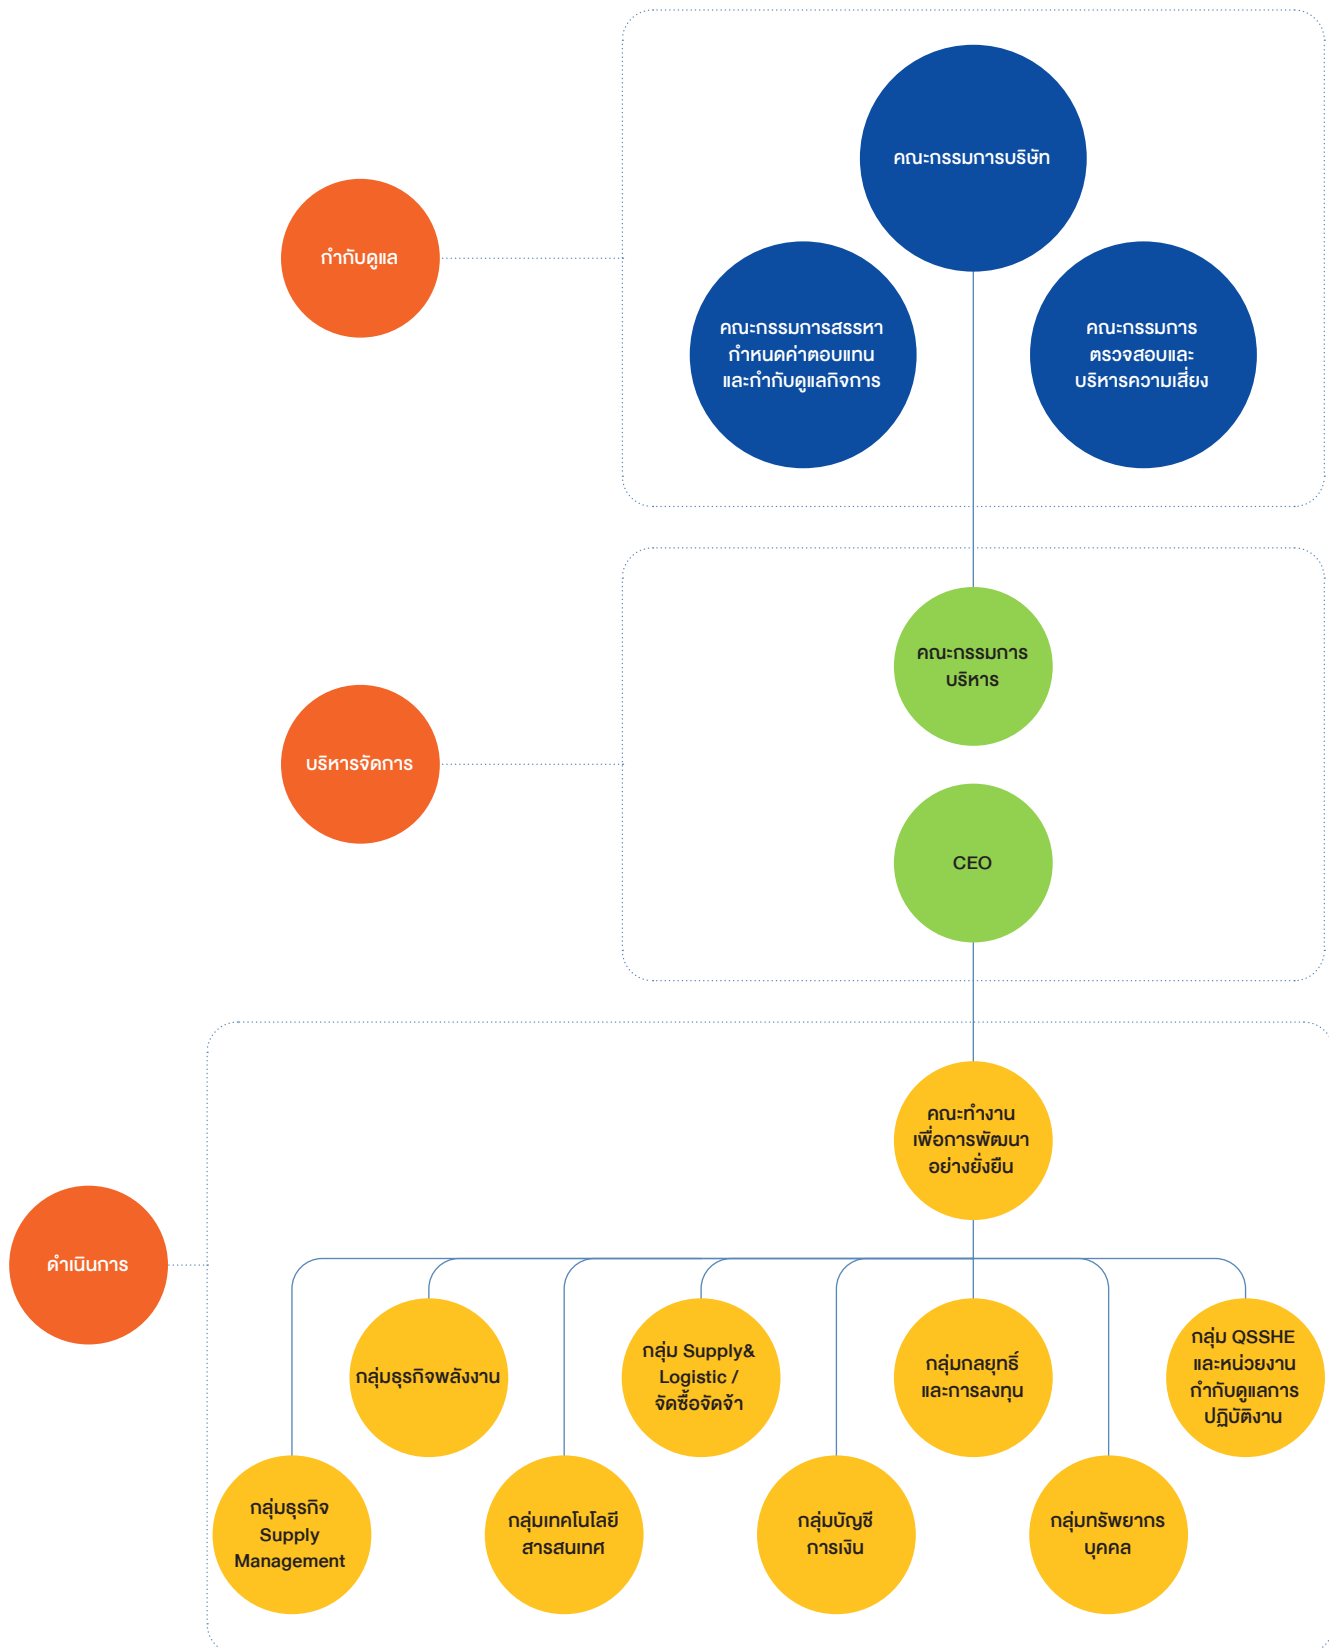 คณะกรรมการบริษัท
กำกับดูแล
คณะกรรมการสรรหา
กำหนดค่าตอบแทน
และกำกับดูแลกิจการ
คณะกรรมการ
ตรวจสอบและ
บริหารความเสี่ยง
คณะกรรมการ
บริหาร
บริหารจัดการ
CEO
คณะทำงาน
เพื่อการพัฒนา
อย่างยั่งยืน
ดำเนินการ
กลุ่มธุรกิจพลังงาน
กลุ่ม Supply&
Logistic /
จัดซื้อจัดจ้า
กลุ่มกลยุทธิ์
และการลงทุน
กลุ่ม QSSHE
และหน่วยงาน
กำกับดูแลการ
ปฏิบัติงาน
กลุ่มธุรกิจ
Supply
Management
กลุ่มเทคโนโลยี
สารสนเทศ
กลุ่มบัญชี
การเงิน
กลุ่มทรัพยากร
บุคคล